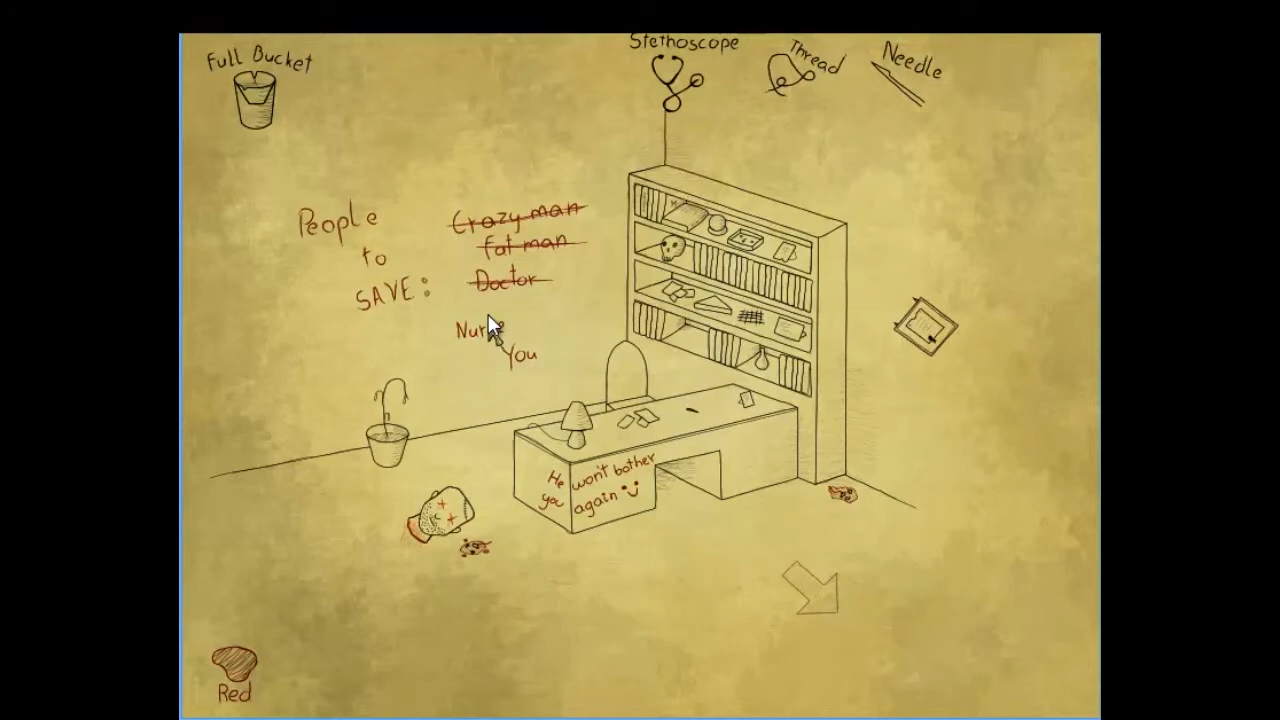 Full Bucket
Stethoscope
Thread
Needle
People
to
SAVE:
Crazy man
fat man
Doctor
You
He won't bother
you again
Red